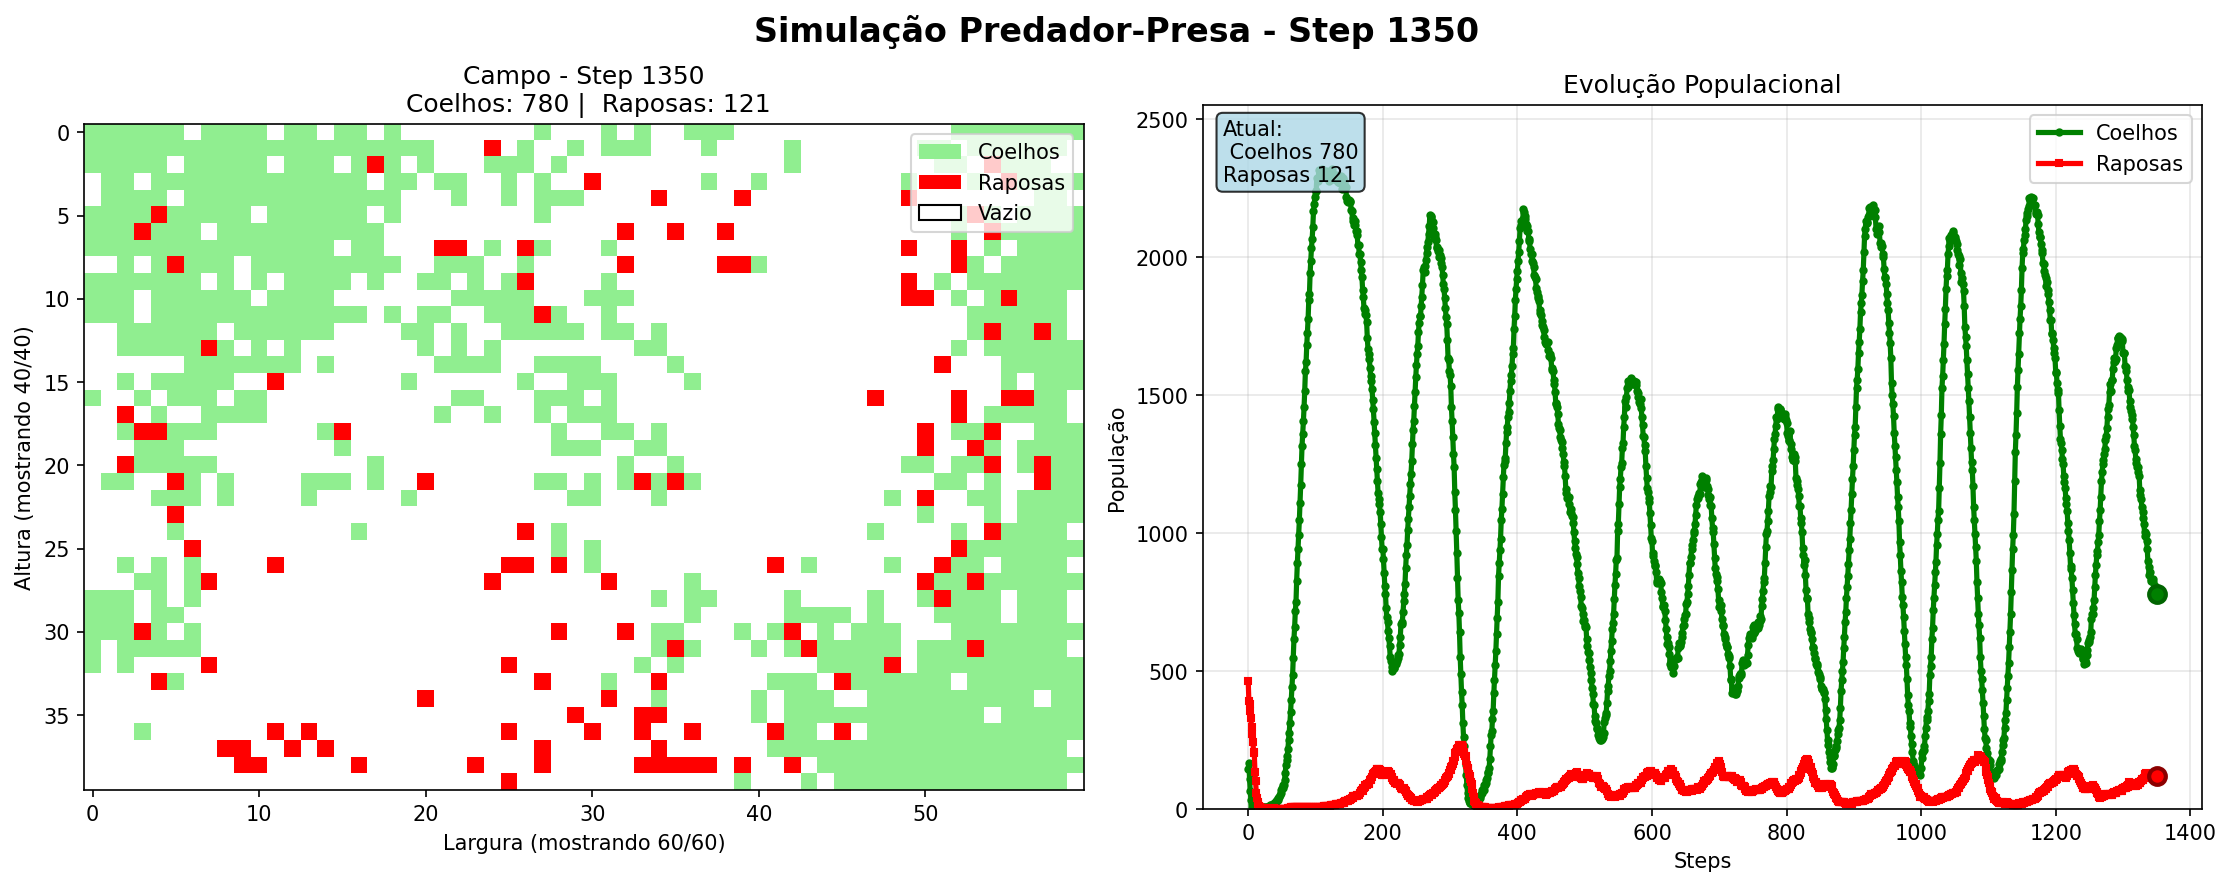 Simulação Predador-Presa - Step 1350
Campo - Step 1350
Coelhos: 780 |  Raposas: 121
Coelhos
Raposas
Vazio
0
5
10
15
20
25
30
35
Altura (mostrando 40/40)
0
10
20
30
40
50
Largura (mostrando 60/60)
Evolução Populacional
Atual:
Coelhos 780
Raposas 121
Coelhos
Raposas
2500
2000
1500
1000
500
0
População
0
200
400
600
800
1000
1200
1400
Steps